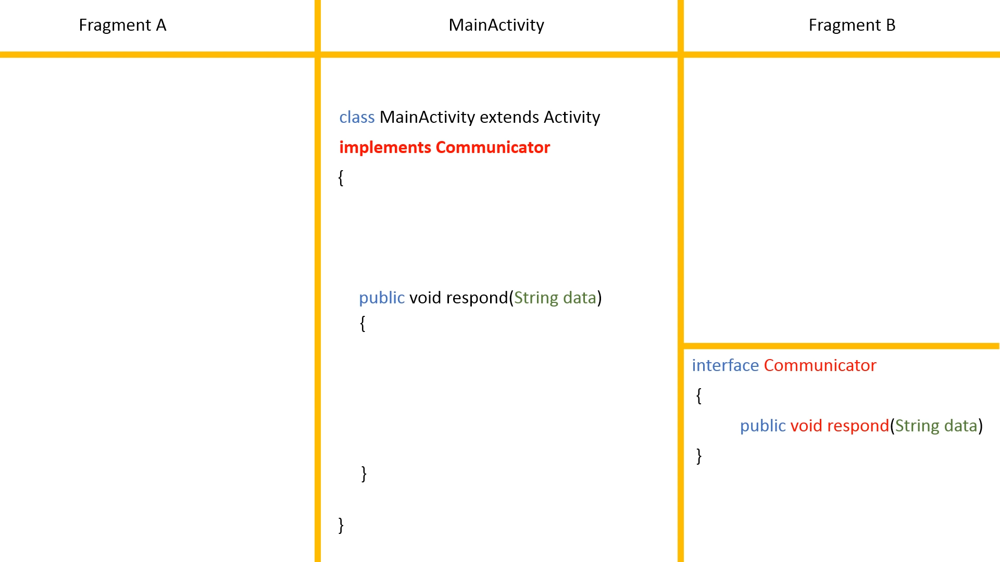 Fragment A
MainActivity
Fragment B
class MainActivity extends Activity
implements Communicator
{
public void respond(String data)
{
}
}
interface Communicator
{
public void respond(String data)
}